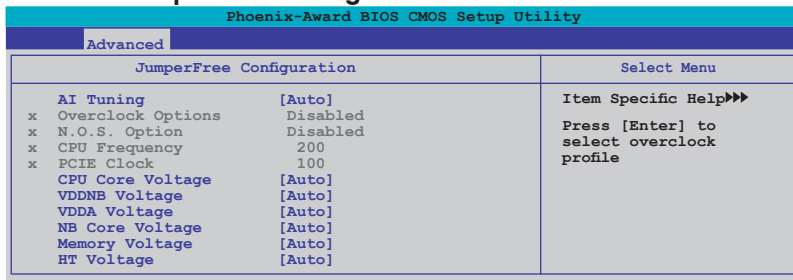 Phoenix-Award BIOS CMOS Setup Utility
Advanced
JumperFree Configuration
Select Menu
AI Tuning [Auto]
x Overclock Options Disabled
x N.O.S. Option Disabled
x CPU Frequency 200
x PCIE Clock 100
CPU Core Voltage [Auto]
VDDNB Voltage [Auto]
VDDA Voltage [Auto]
NB Core Voltage [Auto]
Memory Voltage [Auto]
HT Voltage [Auto]
Item Specific Help
Press [Enter] to
select overclock
profile